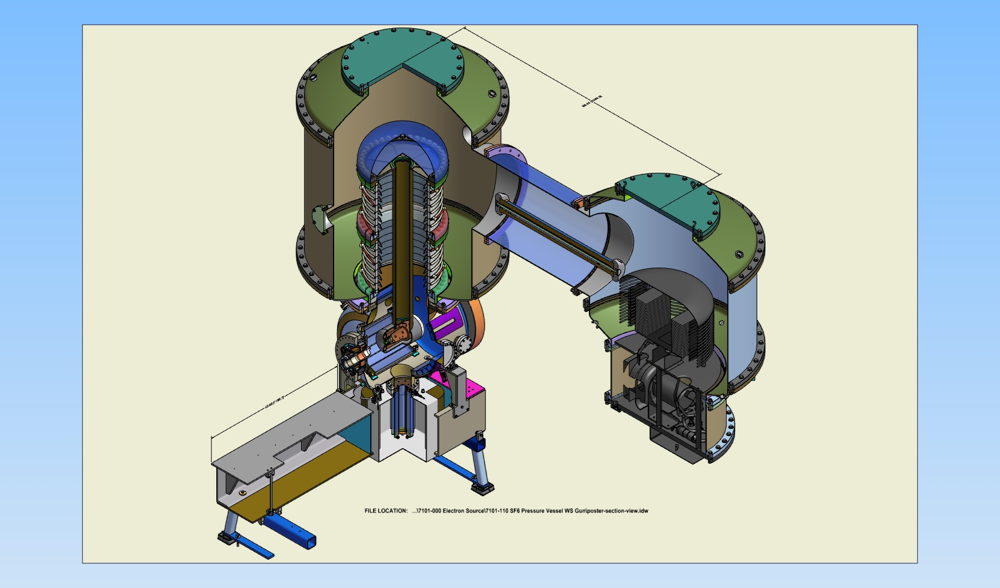 FILE LOCATION: ...\7101-000 Electron Source\7101-110 SF6 Pressure Vessel WS Gun\poster-section-view.idw